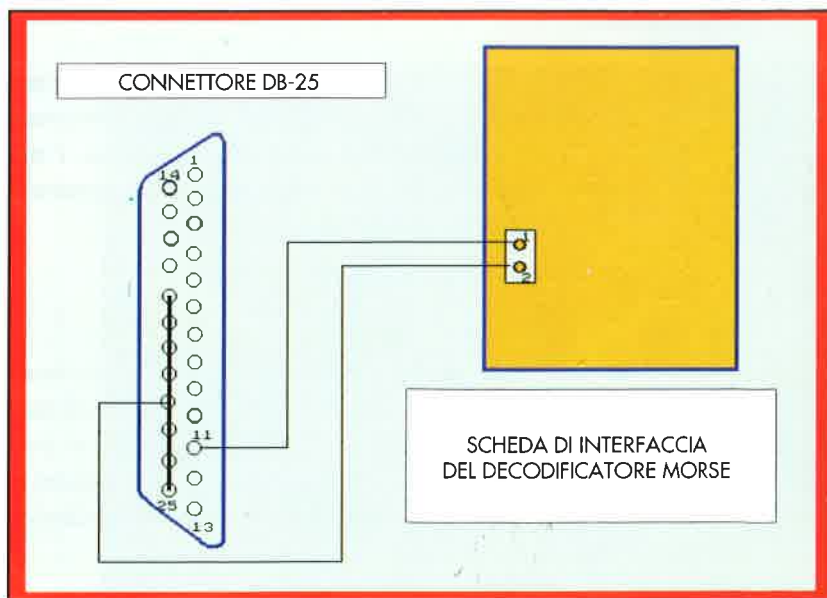 CONNETTORE DB-25
1
14
1
2
11
25
13
SCHEDA DI INTERFACCIA
DEL DECODIFICATORE MORSE